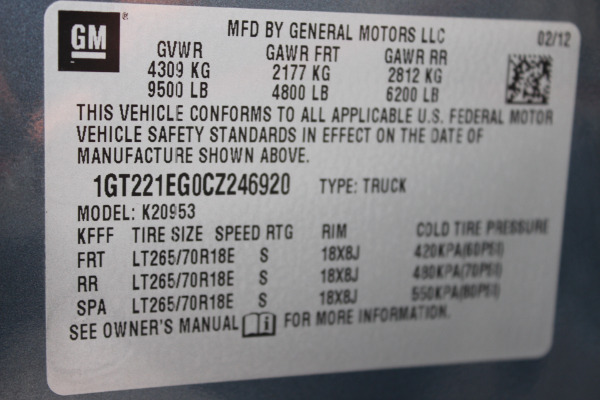 GM
MFD BY GENERAL MOTORS LLC 02/12
GVWR GAWR FRT GAWR RR
4309 KG 2177 KG 2812 KG
9500 LB 4800 LB 6200 LB
THIS VEHICLE CONFORMS TO ALL APPLICABLE U.S. FEDERAL MOTOR
VEHICLE SAFETY STANDARDS IN EFFECT ON THE DATE OF
MANUFACTURE SHOWN ABOVE.
1GT221EG0CZ246920 TYPE: TRUCK
MODEL: K20953
KFFF TIRE SIZE SPEED RTG RIM COLD TIRE PRESSURE
FRT LT265/70R18E S 18X8J 420KPA(60PSI)
RR LT265/70R18E S 18X8J 480KPA(70PSI)
SPA LT265/70R18E S 18X8J 550KPA(80PSI)
SEE OWNER'S MANUAL FOR MORE INFORMATION.